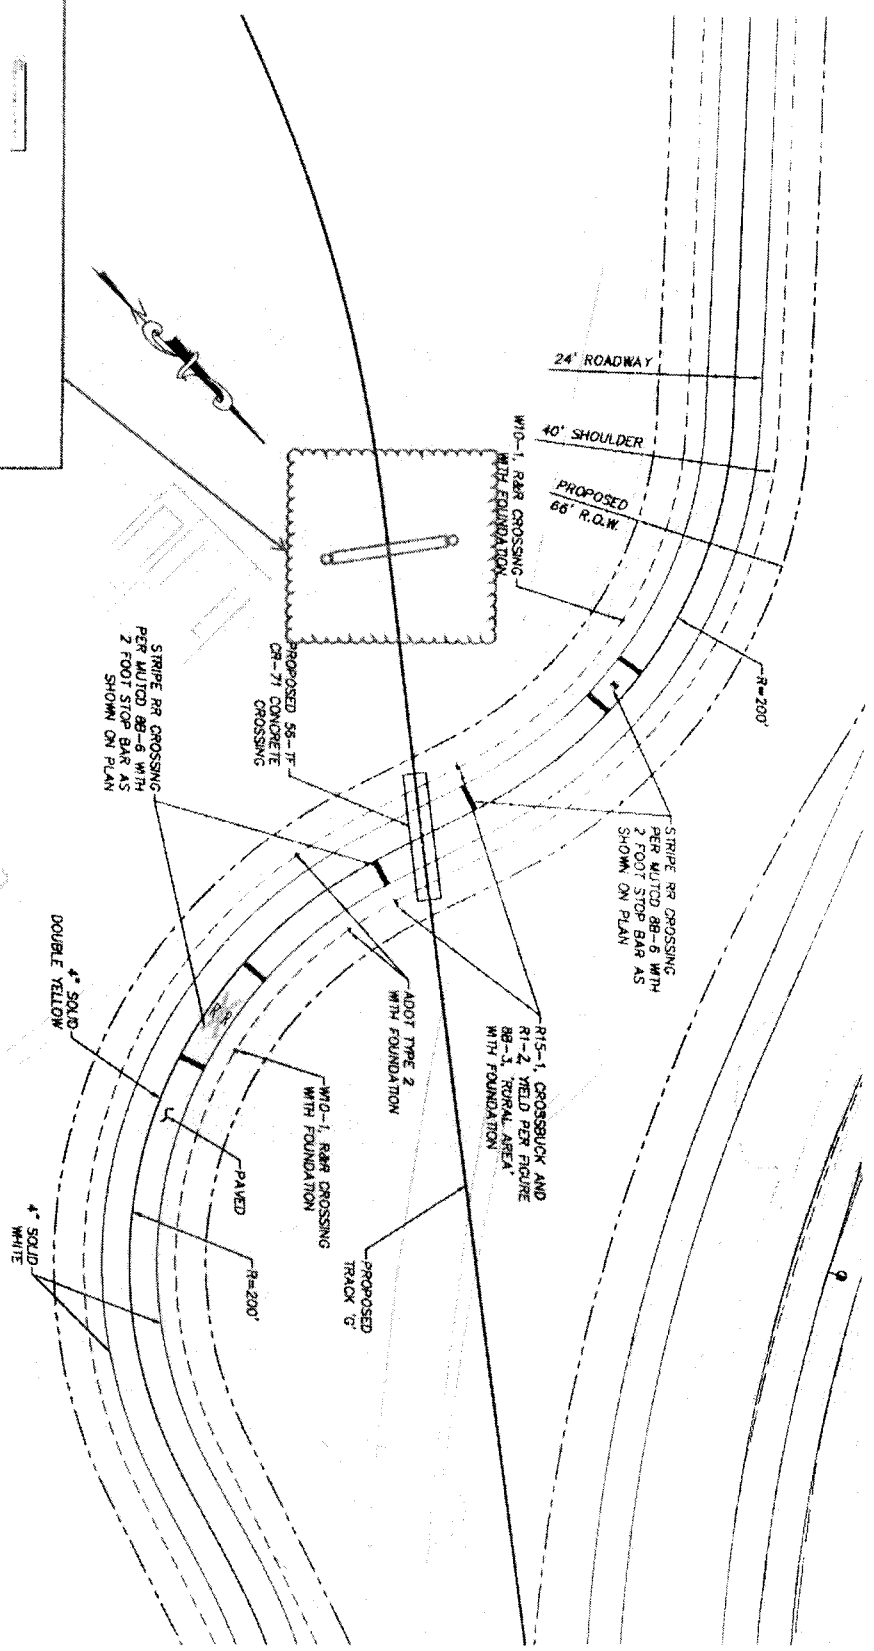 24' ROADWAY
40' SHOULDER
PROPOSED
66' R.O.W.
W10-1, R&R CROSSING
WITH FOUNDATION
R=200'
STRIPE RR CROSSING
PER MUTCD 8B-6 WITH
2 FOOT STOP BAR AS
SHOWN ON PLAN
PROPOSED 56-TF
CR-71 CONCRETE
CROSSING
STRIPE RR CROSSING
PER MUTCD 8B-6 WITH
2 FOOT STOP BAR AS
SHOWN ON PLAN
R15-1, CROSSBUCK AND
R1-2, YIELD PER FIGURE
8B-3, 'RURAL AREA'
WITH FOUNDATION
ADOT TYPE 2
WITH FOUNDATION
W10-1, R&R CROSSING
WITH FOUNDATION
PROPOSED
TRACK 'G'
4" SOLID
DOUBLE YELLOW
PAVED
R=200'
4" SOLID
WHITE
R R
N